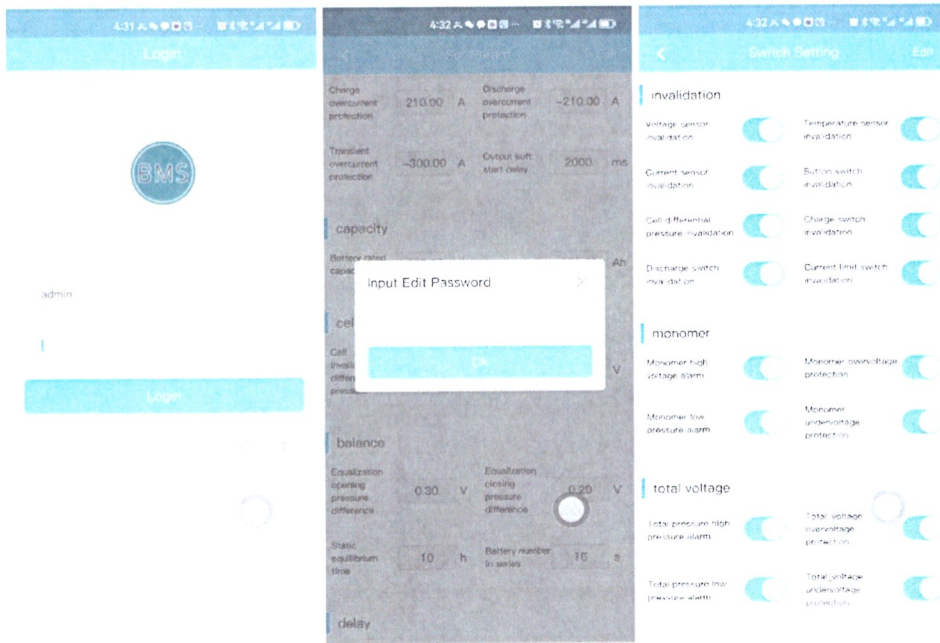 4:31
Login
BMS
admin
Login
4:32
Charge
overcurrent
protection
210.00 A
Discharge
overcurrent
protection
-210.00 A
Transient
overcurrent
protection
-300.00 A
Output soft
start delay
2000 ms
capacity
Battery rated
Ah
Input Edit Password
OK
cel
Cell
V
balance
Equalization
opening
pressure
difference
0.30 V
Equalization
closing
pressure
difference
0.20 V
Static
equilibrium
time
10 h
Battery number
in series
16 s
delay
4:32
Switch Setting
Edit
invalidation
Voltage sensor
invalidation
Temperature sensor
invalidation
Current sensor
invalidation
Button switch
invalidation
Cell differential
pressure invalidation
Charge switch
invalidation
Discharge switch
invalidation
Current limit switch
invalidation
monomer
Monomer high
voltage alarm
Monomer overvoltage
protection
Monomer low
pressure alarm
Monomer
undervoltage
protection
total voltage
Total pressure high
pressure alarm
Total voltage
overvoltage
protection
Total pressure low
pressure alarm
Total voltage
undervoltage
protection